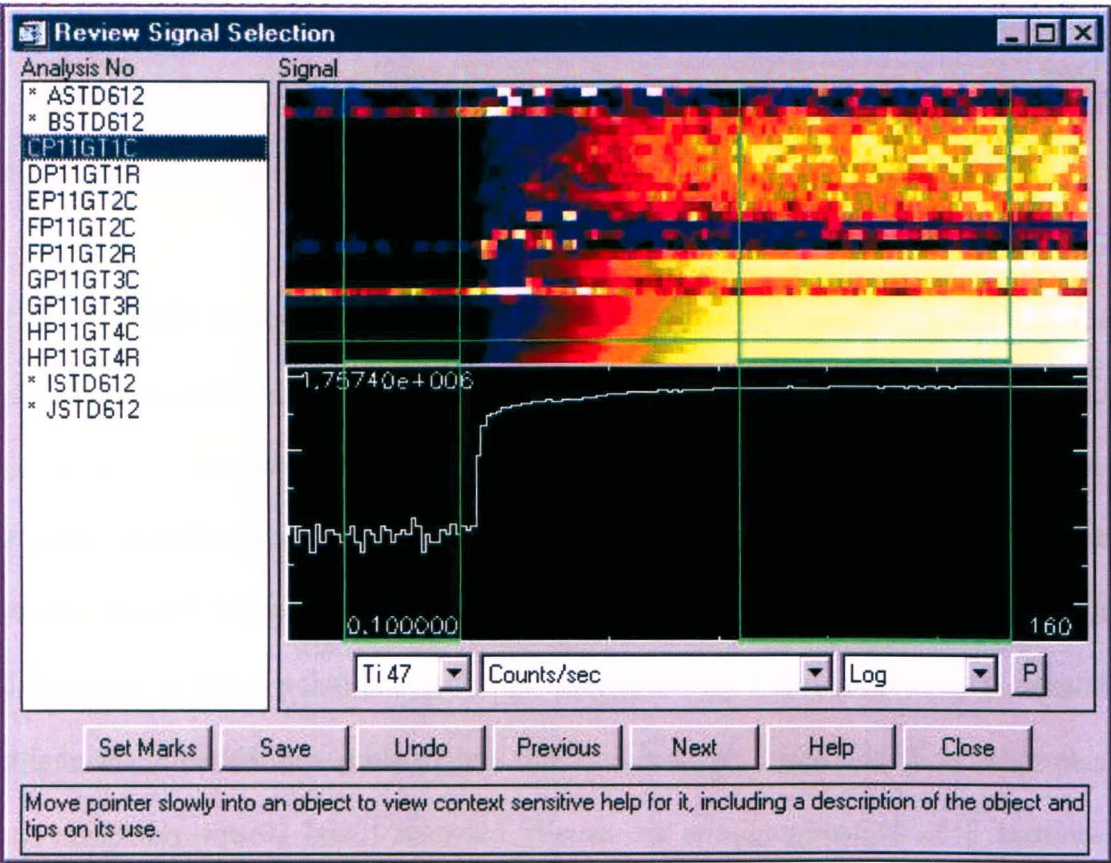 Review Signal Selection
Analysis No
Signal
* ASTD612
* BSTD612
CP11GT1C
DP11GT1R
EP11GT2C
FP11GT2C
FP11GT2R
GP11GT3C
GP11GT3R
HP11GT4C
HP11GT4R
* ISTD612
* JSTD612
1.75740e+006
0.100000
160
Ti 47
Counts/sec
Log
P
Set Marks
Save
Undo
Previous
Next
Help
Close
Move pointer slowly into an object to view context sensitive help for it, including a description of the object and
tips on its use.